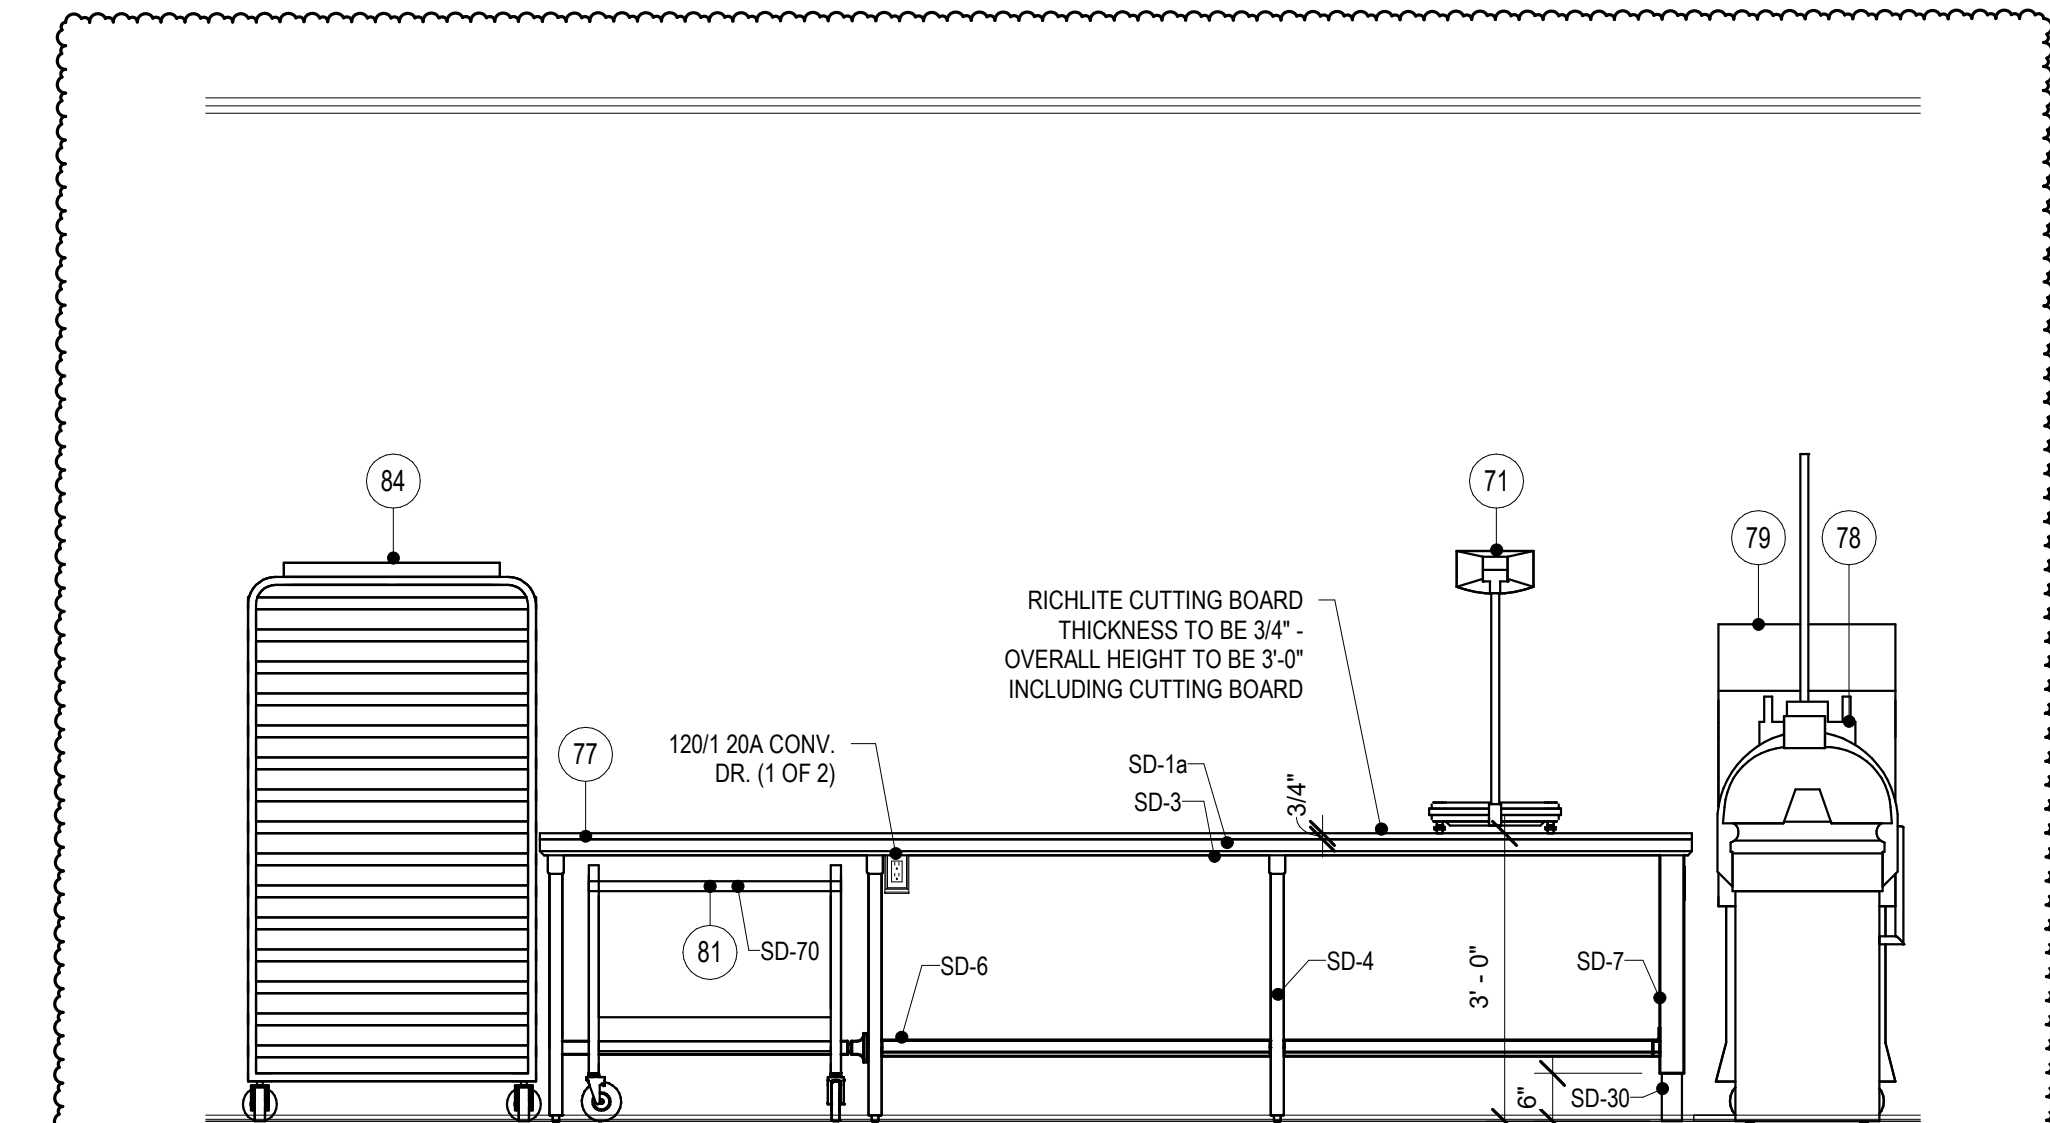 84
71
79
78
RICHLITE CUTTING BOARD
THICKNESS TO BE 3/4" -
OVERALL HEIGHT TO BE 3'-0"
INCLUDING CUTTING BOARD
77
120/1 20A CONV.
DR. (1 OF 2)
SD-1a
SD-3
3/4"
81
SD-70
SD-6
SD-4
3' - 0"
SD-7
6"
SD-30